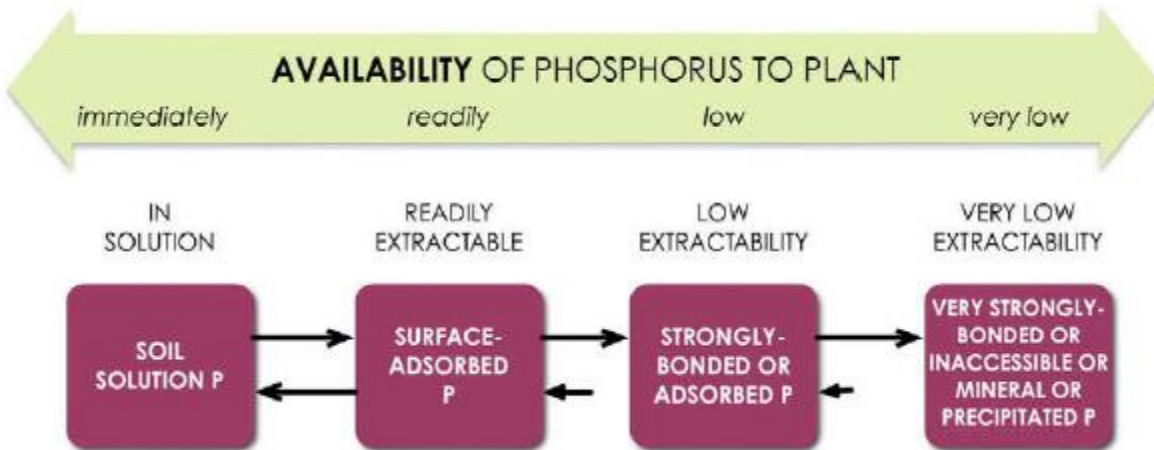 AVAILABILITY OF PHOSPHORUS TO PLANT
immediately readily low very low
IN
SOLUTION
READILY
EXTRACTABLE
LOW
EXTRACTABILITY
VERY LOW
EXTRACTABILITY
SOIL
SOLUTION P
SURFACE-
ADSORBED
P
STRONGLY-
BONDED OR
ADSORBED P
VERY STRONGLY-
BONDED OR
INACCESSIBLE OR
MINERAL OR
PRECIPITATED P